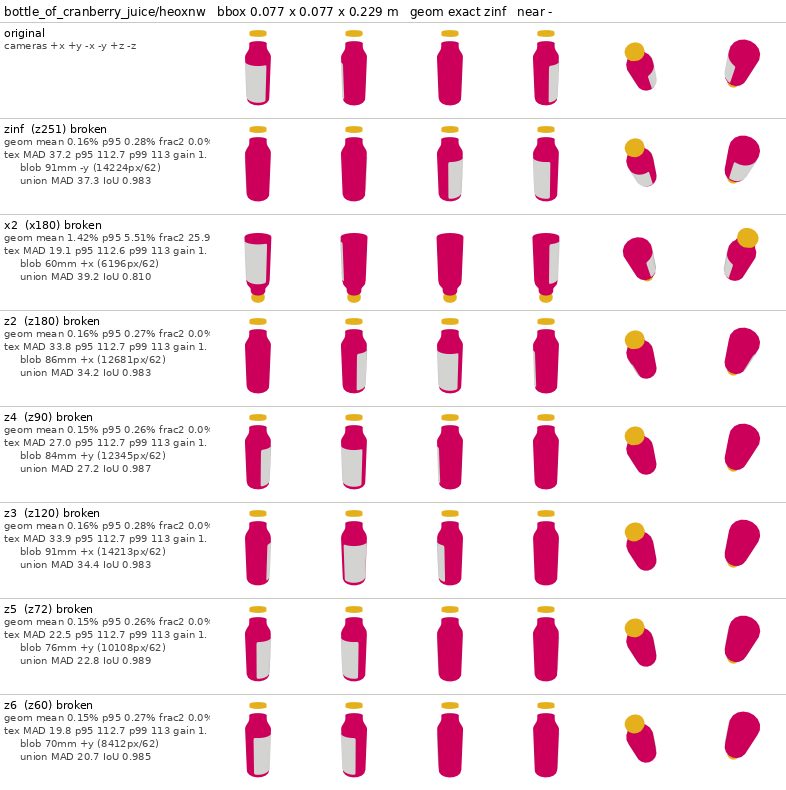 bottle_of_cranberry_juice/heoxnw   bbox 0.077 x 0.077 x 0.229 m   geom exact zinf   near -
original
cameras +x +y -x -y +z -z
zinf  (z251) broken
geom mean 0.16% p95 0.28% frac2 0.0%
tex MAD 37.2 p95 112.7 p99 113 gain 1.
blob 91mm -y (14224px/62)
union MAD 37.3 IoU 0.983
x2  (x180) broken
geom mean 1.42% p95 5.51% frac2 25.9
tex MAD 19.1 p95 112.6 p99 113 gain 1.
blob 60mm +x (6196px/62)
union MAD 39.2 IoU 0.810
z2  (z180) broken
geom mean 0.16% p95 0.27% frac2 0.0%
tex MAD 33.8 p95 112.7 p99 113 gain 1.
blob 86mm +x (12681px/62)
union MAD 34.2 IoU 0.983
z4  (z90) broken
geom mean 0.15% p95 0.26% frac2 0.0%
tex MAD 27.0 p95 112.7 p99 113 gain 1.
blob 84mm +y (12345px/62)
union MAD 27.2 IoU 0.987
z3  (z120) broken
geom mean 0.16% p95 0.28% frac2 0.0%
tex MAD 33.9 p95 112.7 p99 113 gain 1.
blob 91mm +x (14213px/62)
union MAD 34.4 IoU 0.983
z5  (z72) broken
geom mean 0.15% p95 0.26% frac2 0.0%
tex MAD 22.5 p95 112.7 p99 113 gain 1.
blob 76mm +y (10108px/62)
union MAD 22.8 IoU 0.989
z6  (z60) broken
geom mean 0.15% p95 0.27% frac2 0.0%
tex MAD 19.8 p95 112.7 p99 113 gain 1.
blob 70mm +y (8412px/62)
union MAD 20.7 IoU 0.985